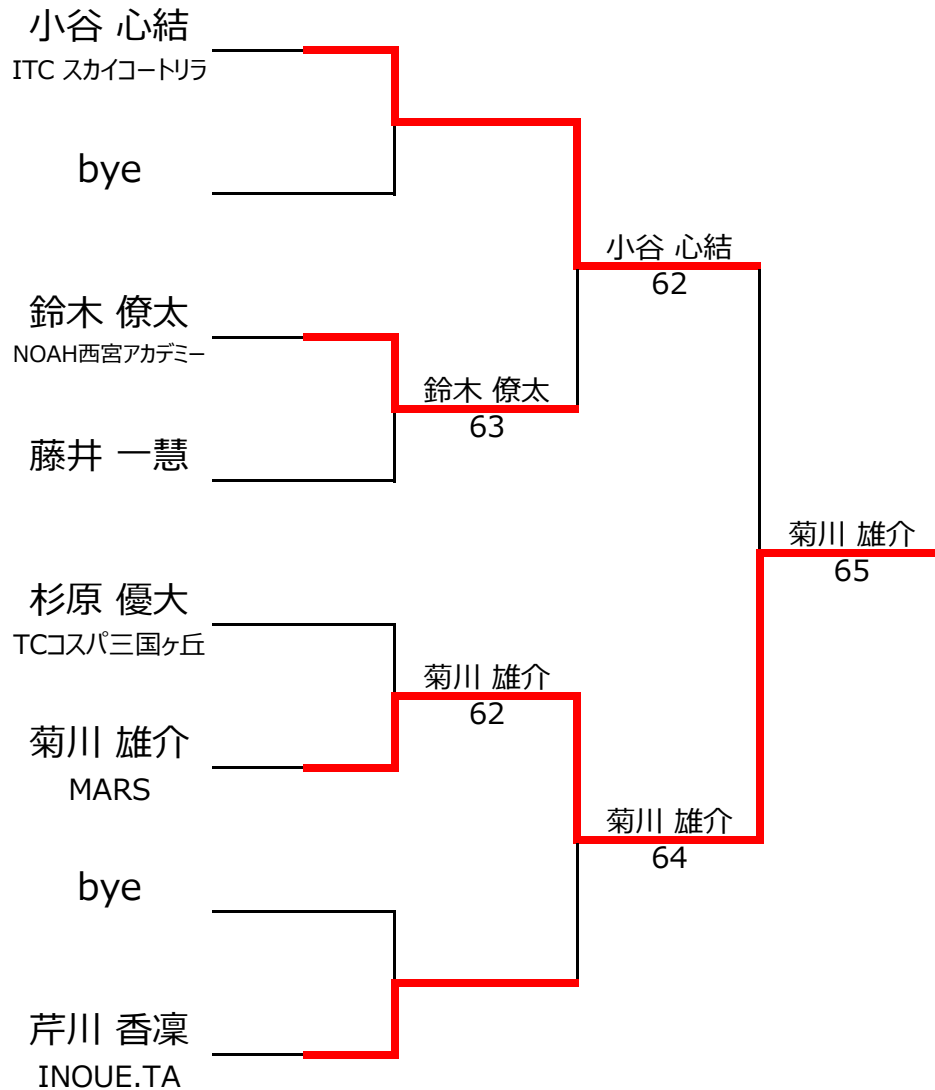 小谷 心結
ITC スカイコートリラ
bye
鈴木 僚太
NOAH西宮アカデミー
藤井 一慧
杉原 優大
TCコスパ三国ヶ丘
菊川 雄介
MARS
bye
芹川 香凜
INOUE.TA
鈴木 僚太
63
菊川 雄介
62
小谷 心結
62
菊川 雄介
64
菊川 雄介
65